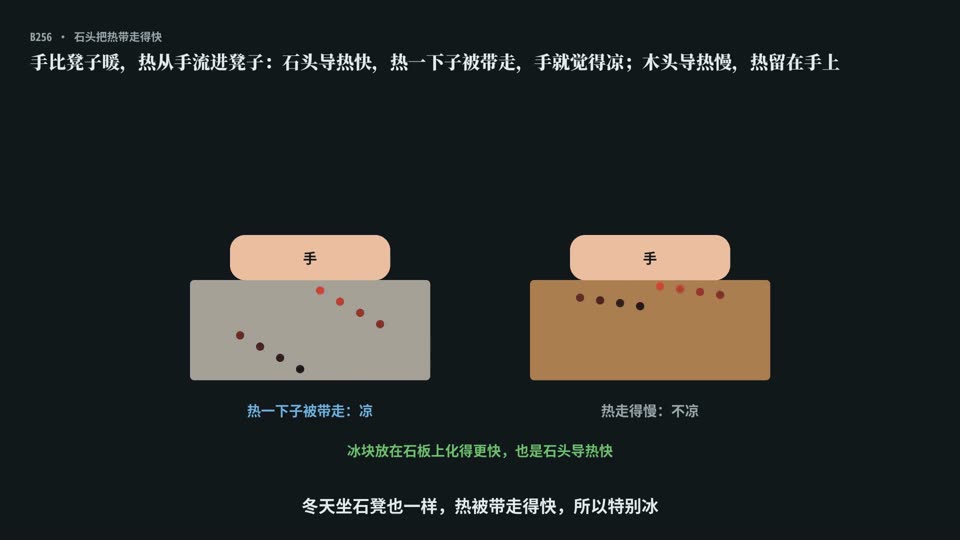 B256 · 石头把热带走得快
手比凳子暖，热从手流进凳子：石头导热快，热一下子被带走，手就觉得凉；木头导热慢，热留在手上
手
手
热一下子被带走：凉
热走得慢：不凉
冰块放在石板上化得更快，也是石头导热快
冬天坐石凳也一样，热被带走得快，所以特别冰